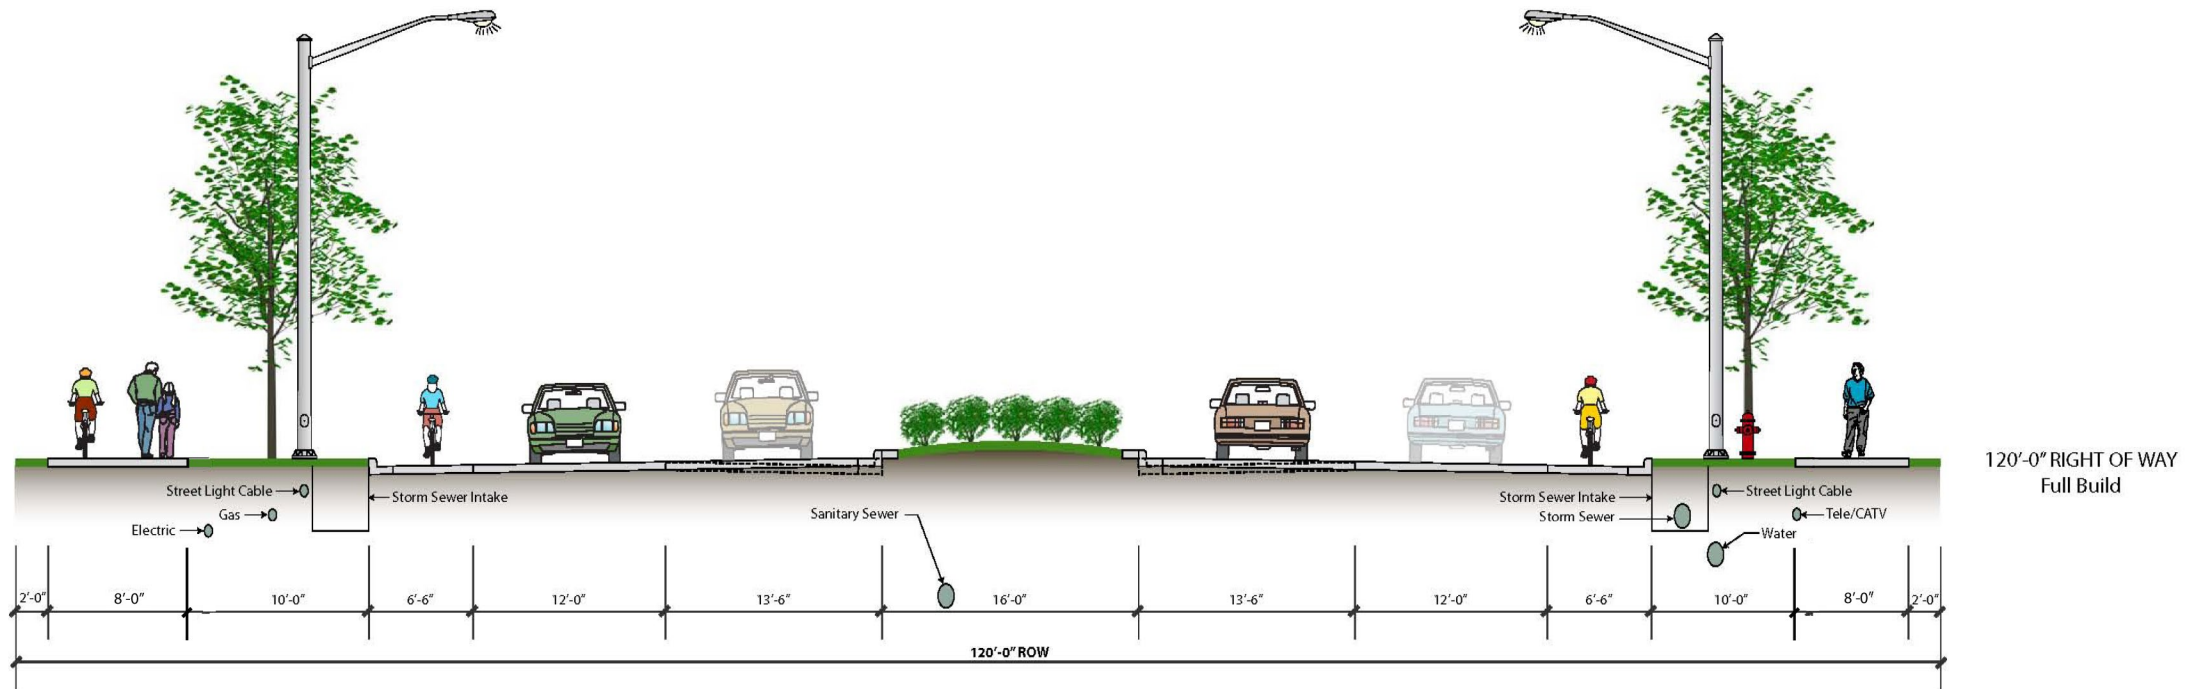 Street Light Cable
Storm Sewer Intake
Gas
Electric
Sanitary Sewer
Storm Sewer Intake
Storm Sewer
Street Light Cable
Tele/CATV
Water
120'-0" RIGHT OF WAY
Full Build
2'-0"
8'-0"
10'-0"
6'-6"
12'-0"
13'-6"
16'-0"
13'-6"
12'-0"
6'-6"
10'-0"
8'-0"
2'-0"
120'-0" ROW